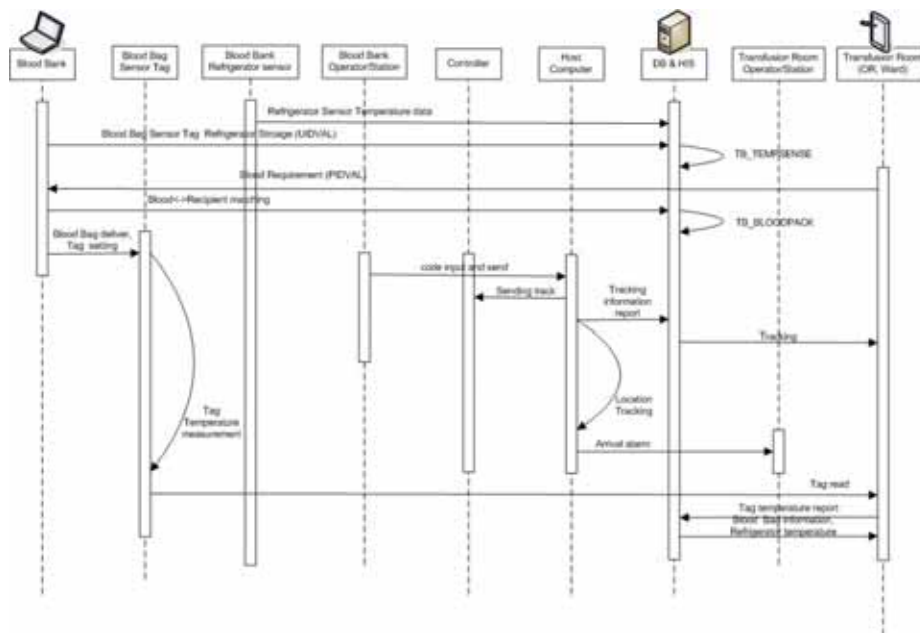 Blood Bank
Blood Bag
Sensor Tag
Blood Bank
Refrigerator sensor
Blood Bank
Operator/Station
Controller
Host
Computer
DB & HIS
Transfusion Room
Operator/Station
Transfusion Room
(OR, Ward)
Refrigerator Sensor Temperature data
Blood Bag Sensor Tag Refrigerator Storage (UIDVAL)
TB_TEMPSENSE
Blood Requirement (PIDVAL)
Blood<->Recipient matching
TB_BLOODPACK
Blood Bag deliver,
Tag setting
code input and send
Sending track
Tracking
information
report
Tracking
Location
Tracking
Tag
Temperature
measurement
Arrival alarm
Tag read
Tag temperature report
Blood Bag information,
Refrigerator temperature